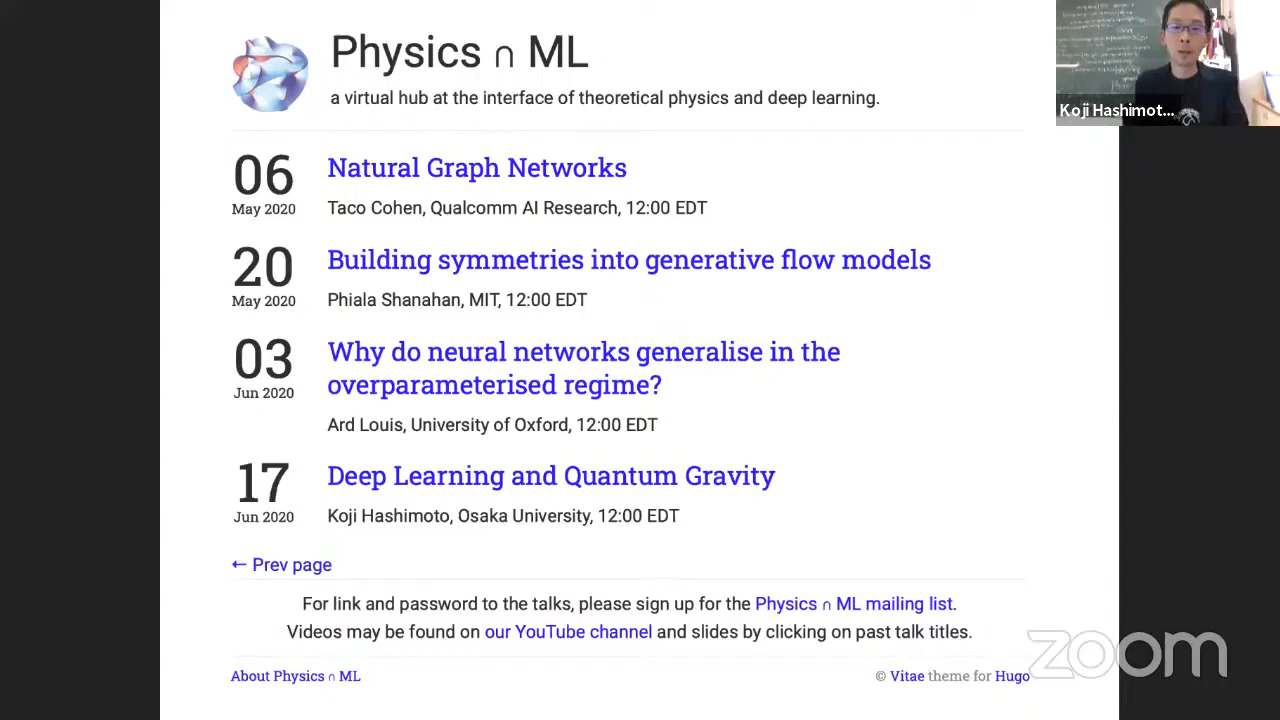 Physics ∩ ML
a virtual hub at the interface of theoretical physics and deep learning.
06
May 2020
Natural Graph Networks
Taco Cohen, Qualcomm AI Research, 12:00 EDT
20
May 2020
Building symmetries into generative flow models
Phiala Shanahan, MIT, 12:00 EDT
03
Jun 2020
Why do neural networks generalise in the
overparameterised regime?
Ard Louis, University of Oxford, 12:00 EDT
17
Jun 2020
Deep Learning and Quantum Gravity
Koji Hashimoto, Osaka University, 12:00 EDT
← Prev page
For link and password to the talks, please sign up for the Physics ∩ ML mailing list.
Videos may be found on our YouTube channel and slides by clicking on past talk titles.
About Physics ∩ ML
© Vitae theme for Hugo
Koji Hashimot...
zoom